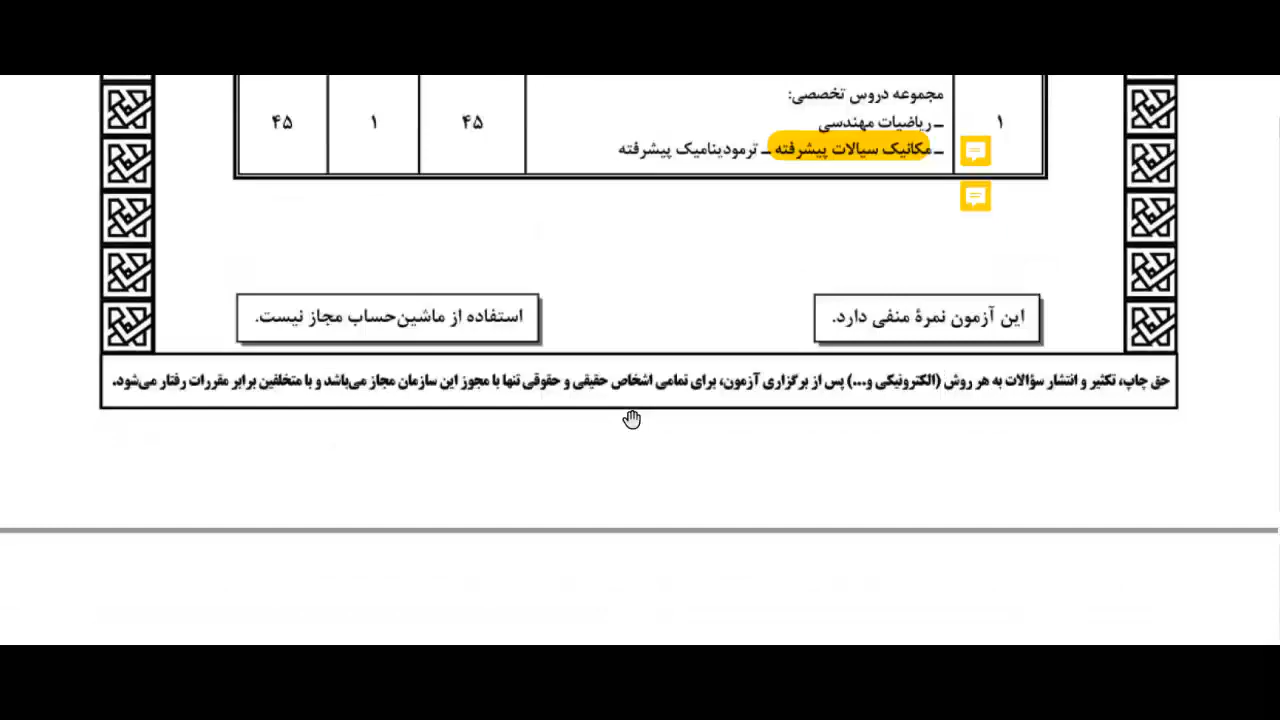 مجموعه دروس تخصصی:
۱ ـ ریاضیات مهندسی ۴۵ ۱ ۴۵
ـ مکانیک سیالات پیشرفته ـ ترمودینامیک پیشرفته
این آزمون نمرهٔ منفی دارد. استفاده از ماشین‌حساب مجاز نیست.
حق چاپ، تکثیر و انتشار سؤالات به هر روش (الکترونیکی و...) پس از برگزاری آزمون، برای تمامی اشخاص حقیقی و حقوقی تنها با مجوز این سازمان مجاز می‌باشد و با متخلفین برابر مقررات رفتار می‌شود.